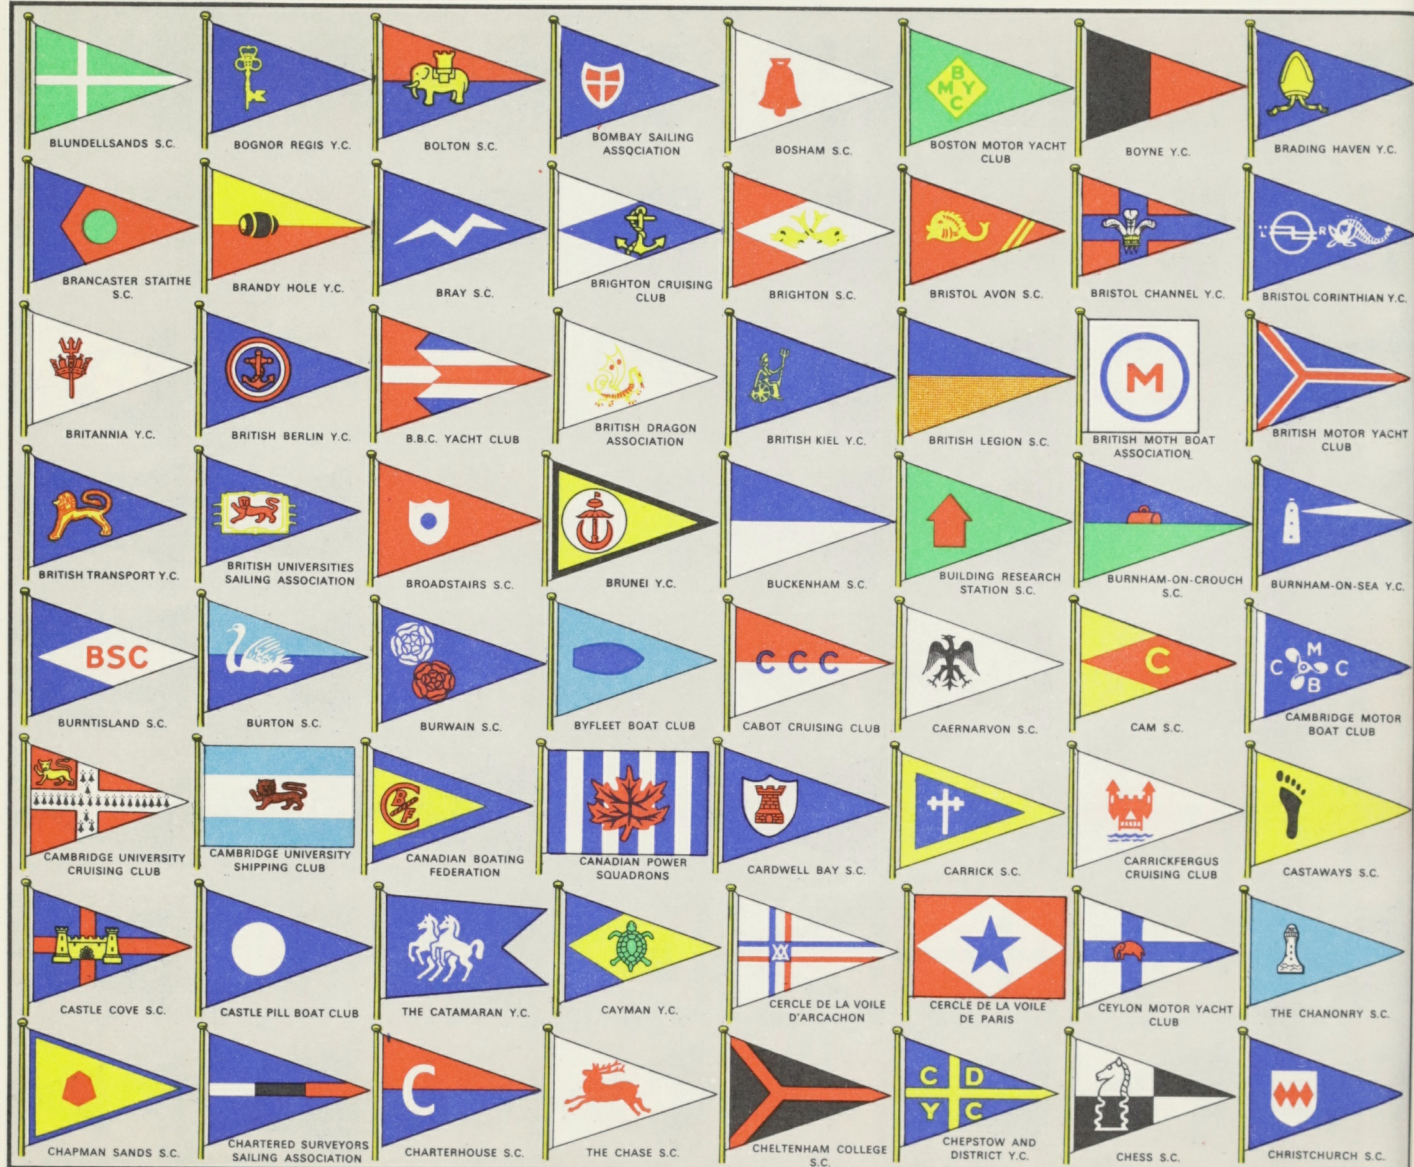 BLUNDELLSANDS S.C.
BOGNOR REGIS Y.C.
BOLTON S.C.
BOMBAY SAILING
ASSOCIATION
BOSHAM S.C.
B
M Y
C
BOSTON MOTOR YACHT
CLUB
BOYNE Y.C.
BRADING HAVEN Y.C.
BRANCASTER STAITHE
S.C.
BRANDY HOLE Y.C.
BRAY S.C.
BRIGHTON CRUISING
CLUB
BRIGHTON S.C.
BRISTOL AVON S.C.
BRISTOL CHANNEL Y.C.
BRISTOL CORINTHIAN Y.C.
BRITANNIA Y.C.
BRITISH BERLIN Y.C.
B.B.C. YACHT CLUB
BRITISH DRAGON
ASSOCIATION
BRITISH KIEL Y.C.
BRITISH LEGION S.C.
M
BRITISH MOTH BOAT
ASSOCIATION
BRITISH MOTOR YACHT
CLUB
BRITISH TRANSPORT Y.C.
BRITISH UNIVERSITIES
SAILING ASSOCIATION
BROADSTAIRS S.C.
BRUNEI Y.C.
BUCKENHAM S.C.
BUILDING RESEARCH
STATION S.C.
BURNHAM-ON-CROUCH
S.C.
BURNHAM-ON-SEA Y.C.
BSC
BURNTISLAND S.C.
BURTON S.C.
BURWAIN S.C.
BYFLEET BOAT CLUB
C C C
CABOT CRUISING CLUB
CAERNARVON S.C.
C
CAM S.C.
M
C C
B
CAMBRIDGE MOTOR
BOAT CLUB
CAMBRIDGE UNIVERSITY
CRUISING CLUB
CAMBRIDGE UNIVERSITY
SHIPPING CLUB
C B F
CANADIAN BOATING
FEDERATION
CANADIAN POWER
SQUADRONS
CARDWELL BAY S.C.
CARRICK S.C.
CARRICKFERGUS
CRUISING CLUB
CASTAWAYS S.C.
CASTLE COVE S.C.
CASTLE PILL BOAT CLUB
THE CATAMARAN Y.C.
CAYMAN Y.C.
CERCLE DE LA VOILE
D'ARCACHON
CERCLE DE LA VOILE
DE PARIS
CEYLON MOTOR YACHT
CLUB
THE CHANONRY S.C.
CHAPMAN SANDS S.C.
CHARTERED SURVEYORS
SAILING ASSOCIATION
C
CHARTERHOUSE S.C.
THE CHASE S.C.
CHELTENHAM COLLEGE
S.C.
C D
Y C
CHEPSTOW AND
DISTRICT Y.C.
CHESS S.C.
CHRISTCHURCH S.C.